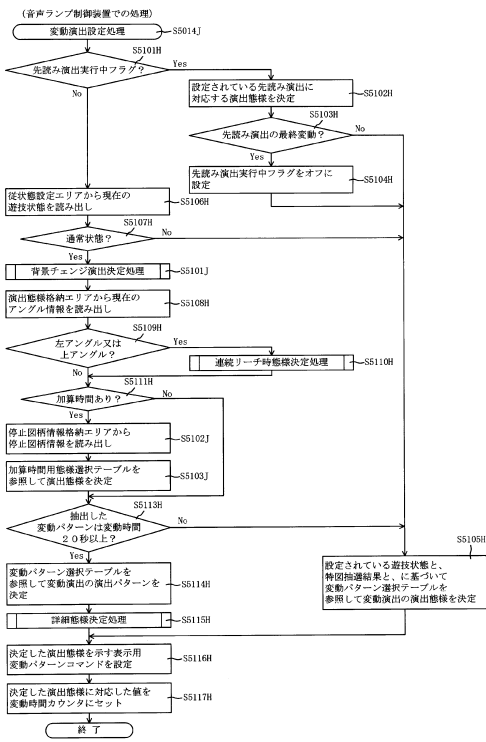 (音声ランプ制御装置での処理)
変動演出設定処理
S5014J
S5101H
先読み演出実行中フラグ?
Yes
No
設定されている先読み演出に
対応する演出態様を決定
S5102H
S5103H
先読み演出の最終変動?
No
Yes
先読み演出実行中フラグをオフに
設定
S5104H
従状態設定エリアから現在の
遊技状態を読み出し
S5106H
S5107H
通常状態?
No
Yes
背景チェンジ演出決定処理
S5101J
演出態様格納エリアから現在の
アングル情報を読み出し
S5108H
S5109H
左アングル又は
上アングル?
Yes
No
連続リーチ時態様決定処理
S5110H
S5111H
加算時間あり?
No
Yes
停止図柄情報格納エリアから
停止図柄情報を読み出し
S5102J
加算時間用態様選択テーブルを
参照して演出態様を決定
S5103J
S5113H
抽出した
変動パターンは変動時間
20秒以上?
No
Yes
S5105H
設定されている遊技状態と、
特図抽選結果と、に基づいて
変動パターン選択テーブルを
参照して変動演出の演出態様を決定
変動パターン選択テーブルを
参照して変動演出の演出パターンを
決定
S5114H
詳細態様決定処理
S5115H
決定した演出態様を示す表示用
変動パターンコマンドを設定
S5116H
決定した演出態様に対応した値を
変動時間カウンタにセット
S5117H
終了